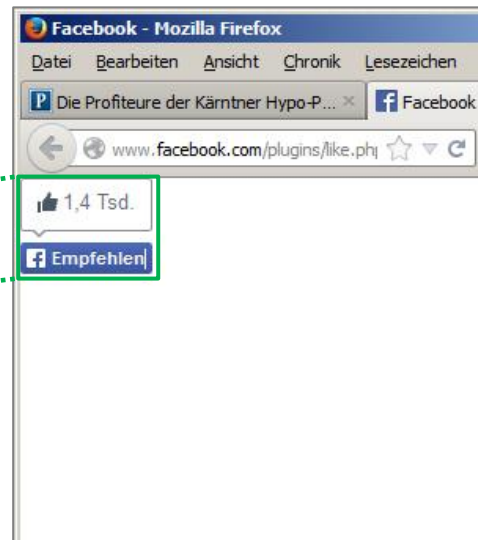 Facebook - Mozilla Firefox
Datei Bearbeiten Ansicht Chronik Lesezeichen
P Die Profiteure der Kärntner Hypo-P... × f Facebook
www.facebook.com/plugins/like.php
1,4 Tsd.
f Empfehlen